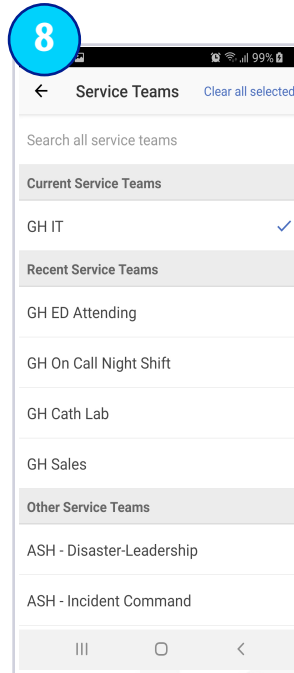 8
99%
Service Teams Clear all selected
Search all service teams
Current Service Teams
GH IT
Recent Service Teams
GH ED Attending
GH On Call Night Shift
GH Cath Lab
GH Sales
Other Service Teams
ASH - Disaster-Leadership
ASH - Incident Command